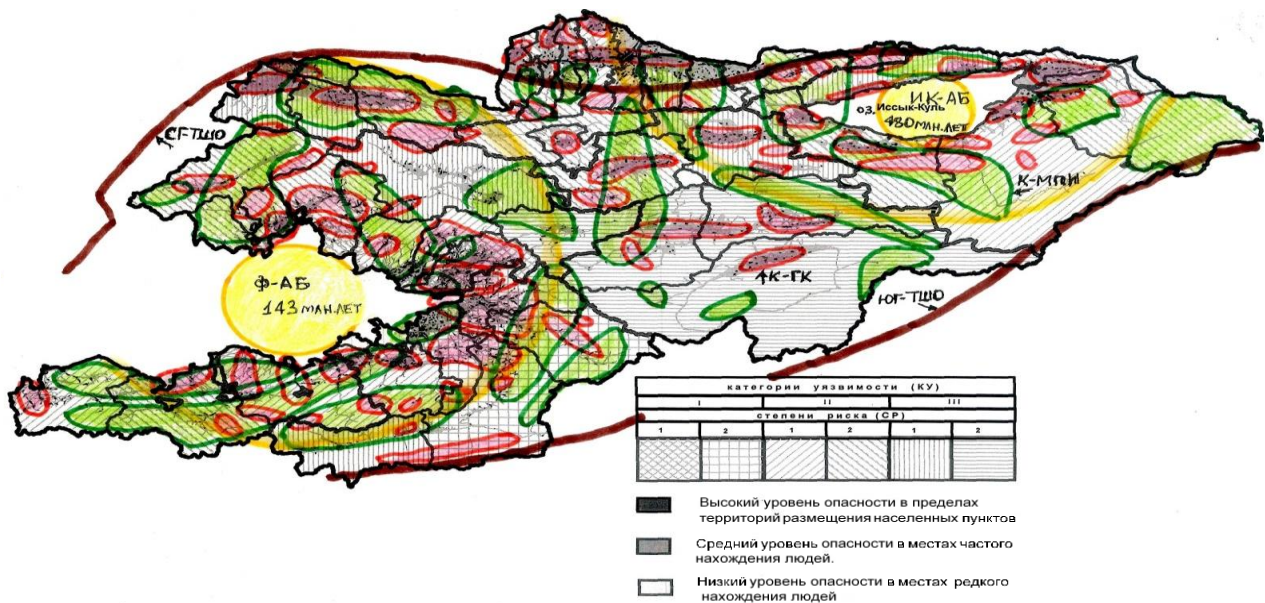 ИК-АБ
оз. Иссык-Куль
480 МЛН. ЛЕТ
СГ-ТШО
К-МПЖ
Ф-АБ
143 МЛН. ЛЕТ
К-ГК
ЮГ-ТШО
категории уязвимости (КУ)
I II III
степени риска (СР)
1 2 1 2 1 2
Высокий уровень опасности в пределах
территорий размещения населенных пунктов
Средний уровень опасности в местах частого
нахождения людей.
Низкий уровень опасности в местах редкого
нахождения людей